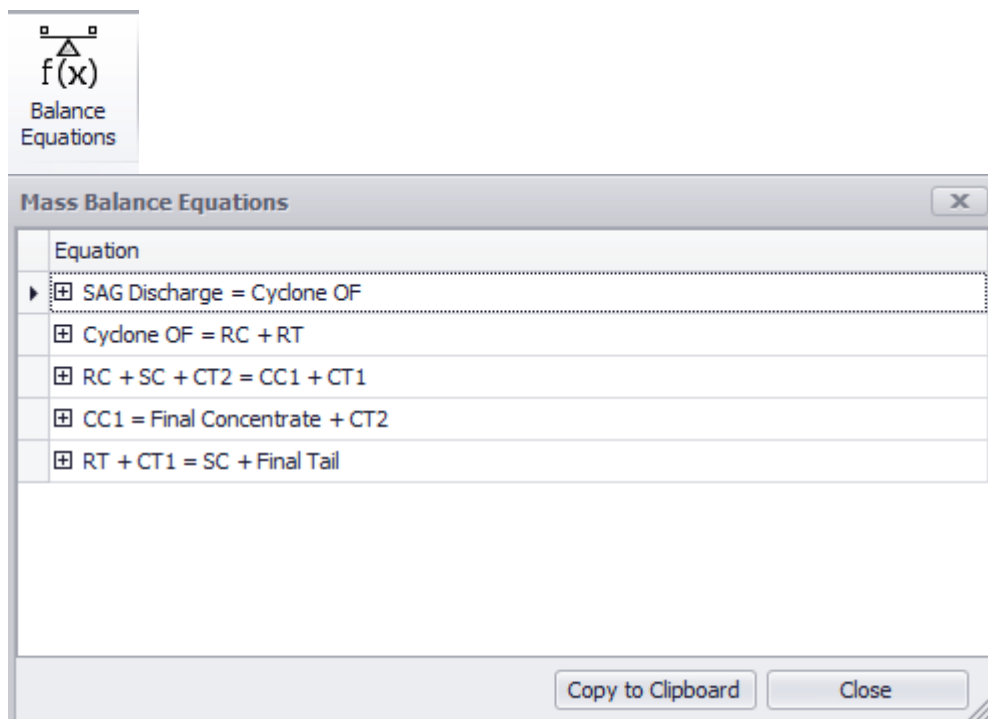 f(x)
Balance
Equations
Mass Balance Equations
Equation
SAG Discharge = Cyclone OF
Cyclone OF = RC + RT
RC + SC + CT2 = CC1 + CT1
CC1 = Final Concentrate + CT2
RT + CT1 = SC + Final Tail
Copy to Clipboard Close